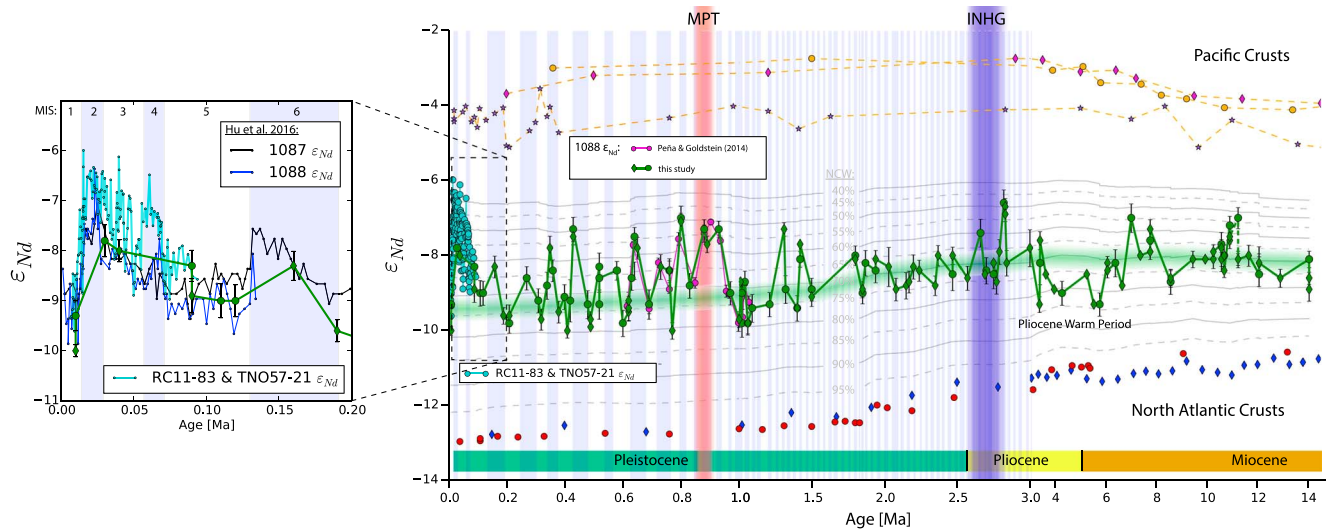 MPT
INHG
−2
−4
−6
−8
−10
−12
−14
εNd
Pacific Crusts
1088 εNd:
Peña & Goldstein (2014)
this study
NCW:
40%
45%
50%
55%
60%
75%
85%
90%
95%
Pliocene Warm Period
RC11-83 & TNO57-21 εNd
North Atlantic Crusts
Pleistocene
Pliocene
Miocene
0.0 0.2 0.4 0.6 0.8 1.0 1.5 2.0 2.5 3.0 4 6 8 10 12 14
Age [Ma]
MIS: 1 2 3 4 5 6
Hu et al. 2016:
1087 εNd
1088 εNd
−5
−6
−7
−8
−9
−10
−11
εNd
RC11-83 & TNO57-21 εNd
0.00 0.05 0.10 0.15 0.20
Age [Ma]